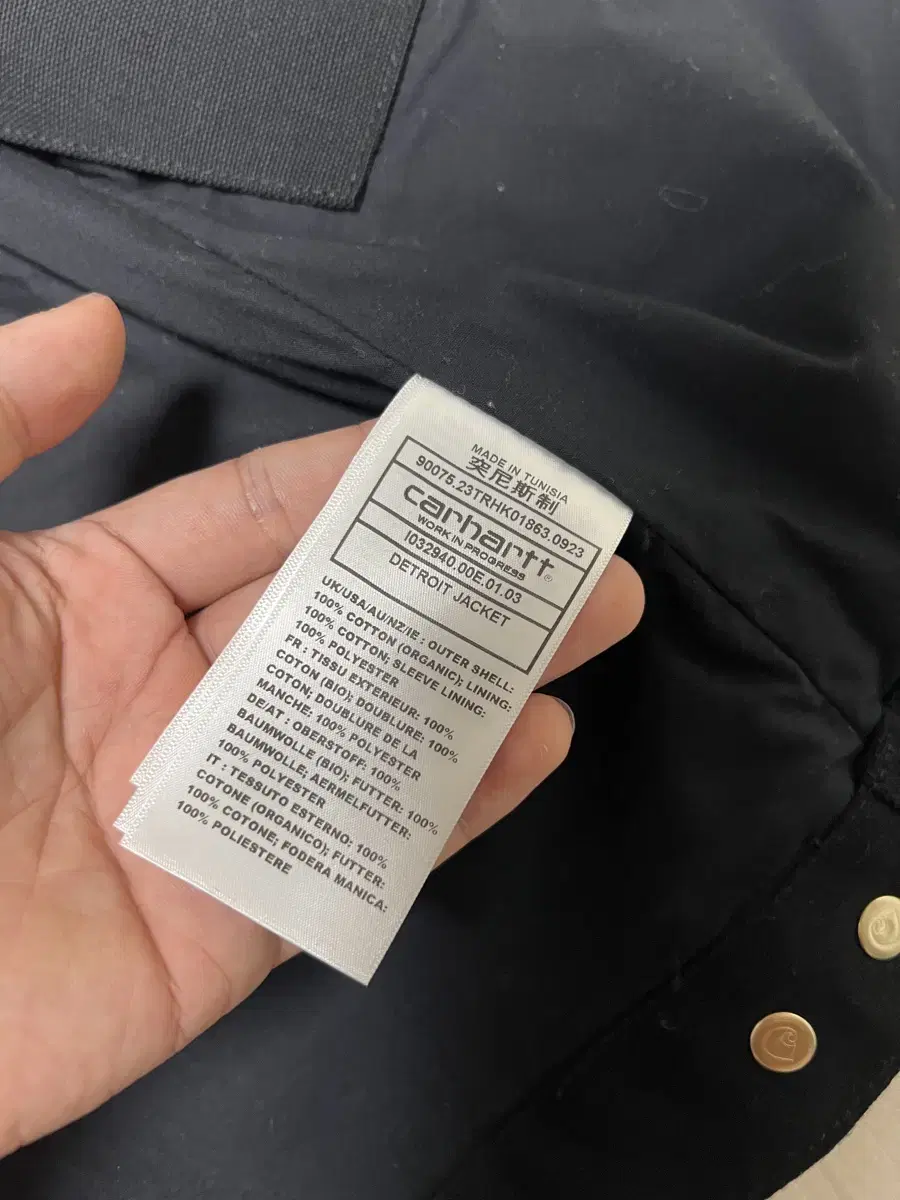 MADE IN TUNISIA
突尼斯制
90075.23TRHK01863.0923
carhartt®
WORK IN PROGRESS
I032940.00E.01.03
DETROIT JACKET
UK/USA/AU/NZ/IE : OUTER SHELL:
100% COTTON (ORGANIC); LINING:
100% COTTON; SLEEVE LINING:
100% POLYESTER
FR : TISSU EXTERIEUR: 100%
COTON (BIO); DOUBLURE: 100%
COTON; DOUBLURE DE LA
MANCHE: 100% POLYESTER
DE/AT : OBERSTOFF: 100%
BAUMWOLLE (BIO); FUTTER: 100%
BAUMWOLLE; AERMELFUTTER:
100% POLYESTER
IT : TESSUTO ESTERNO: 100%
COTONE (ORGANICO); FUTTER:
100% COTONE; FODERA MANICA:
100% POLIESTERE